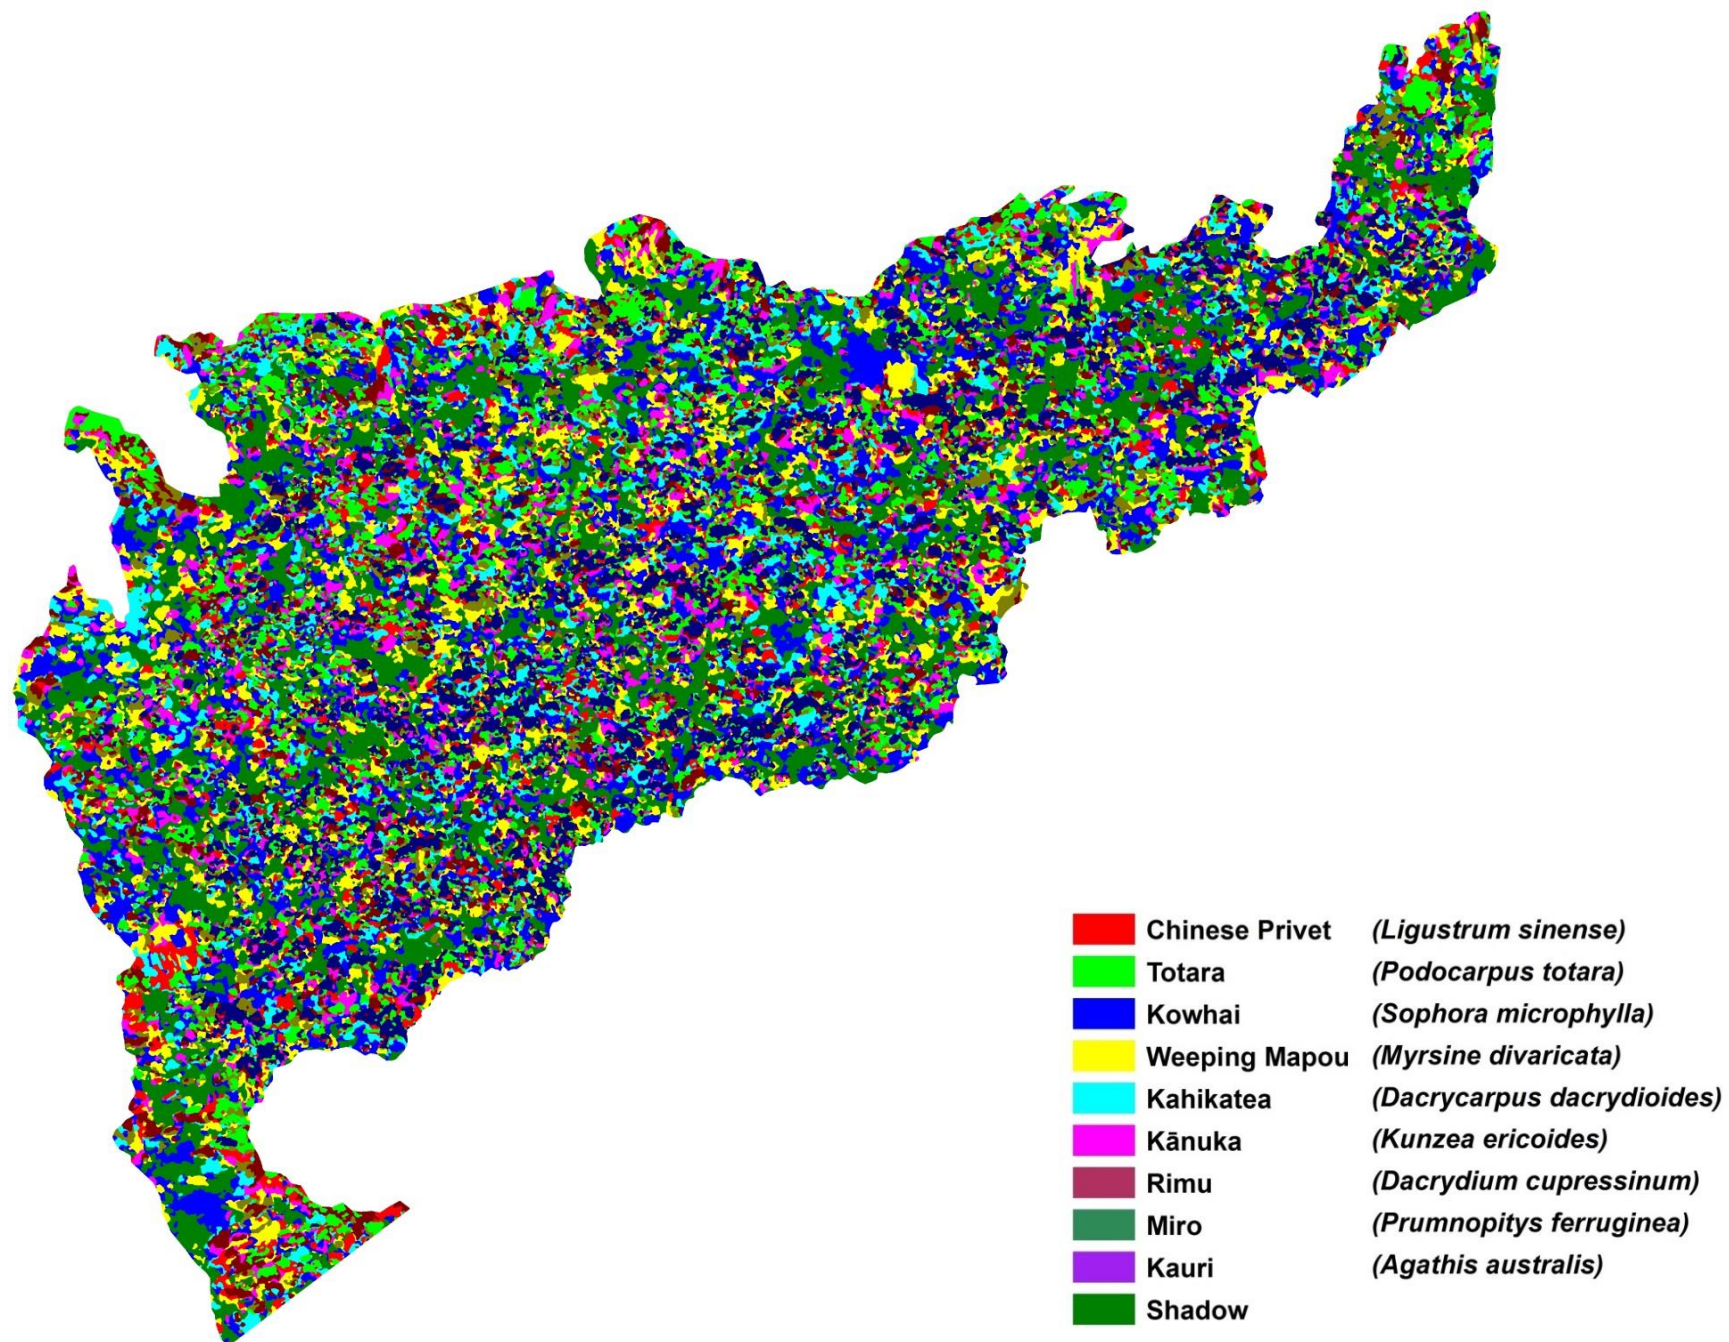 Chinese Privet (Ligustrum sinense)
Totara (Podocarpus totara)
Kowhai (Sophora microphylla)
Weeping Mapou (Myrsine divaricata)
Kahikatea (Dacrycarpus dacrydioides)
Kānuka (Kunzea ericoides)
Rimu (Dacrydium cupressinum)
Miro (Prumnopitys ferruginea)
Kauri (Agathis australis)
Shadow